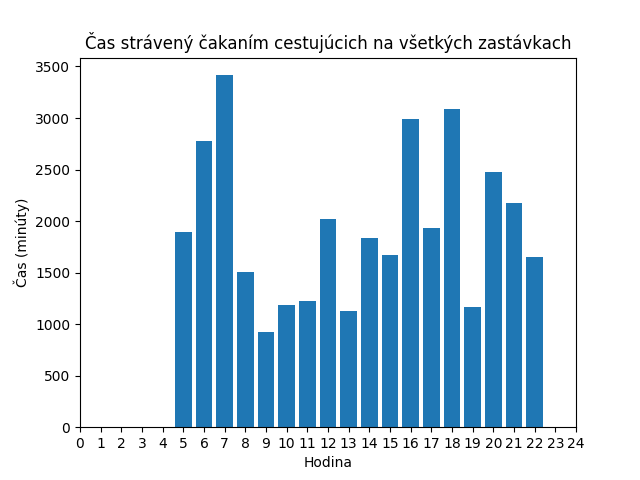 Čas strávený čakaním cestujúcich na všetkých zastávkach
3500
3000
2500
2000
1500
1000
500
0
Čas (minúty)
0 1 2 3 4 5 6 7 8 9 10 11 12 13 14 15 16 17 18 19 20 21 22 23 24
Hodina